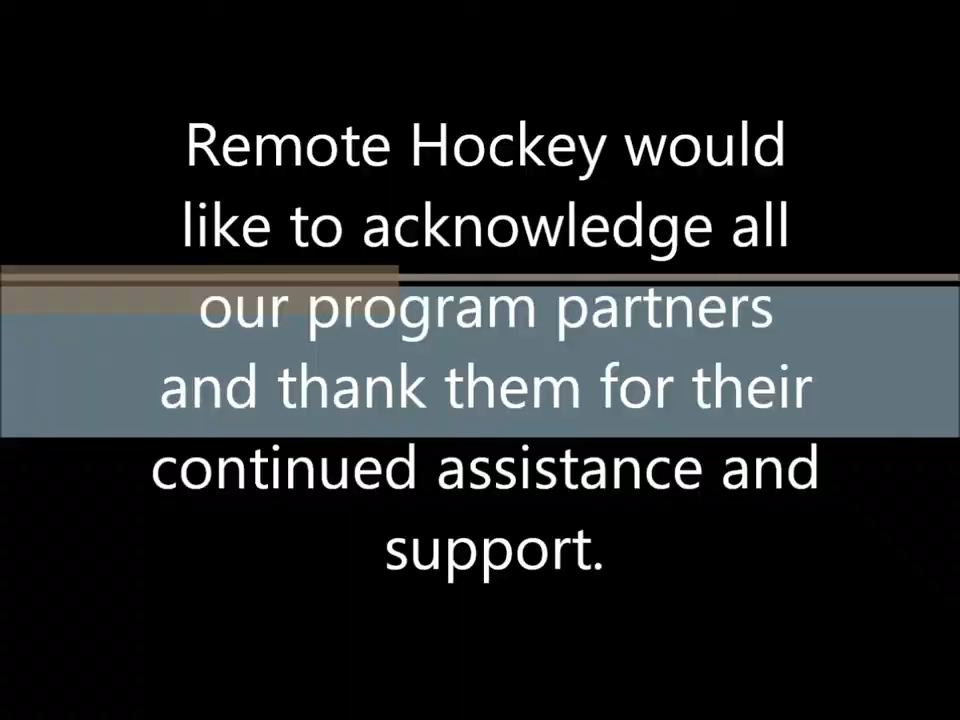 Remote Hockey would
like to acknowledge all
our program partners
and thank them for their
continued assistance and
support.